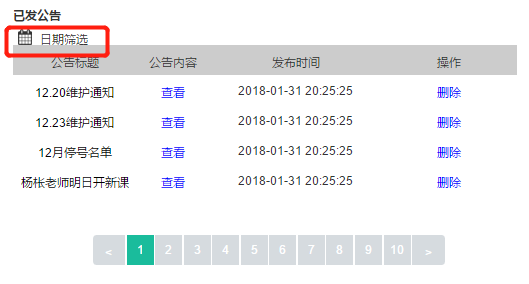 已发公告
日期筛选
公告标题 公告内容 发布时间 操作
12.20维护通知 查看 2018-01-31 20:25:25 删除
12.23维护通知 查看 2018-01-31 20:25:25 删除
12月停号名单 查看 2018-01-31 20:25:25 删除
杨枨老师明日开新课 查看 2018-01-31 20:25:25 删除
< 1 2 3 4 5 6 7 8 9 10 >